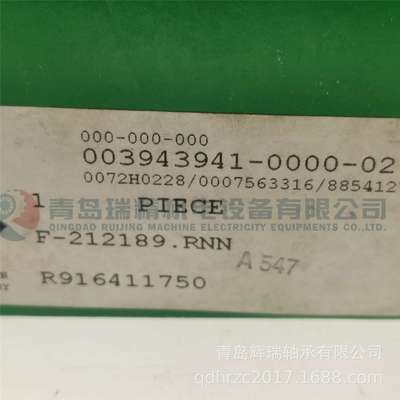 000-000-000
003943941-0000-02
0072H0228/0007563316/885412
1 PIECE
青岛瑞精机电设备有限公司
QINGDAO RUIJING MACHINERY ELECTRICITY EQUIPMENTS CO.,LTD
F-212189.RNN
A 547
R916411750
青岛辉瑞轴承有限公司
qdhrzc2017.1688.com